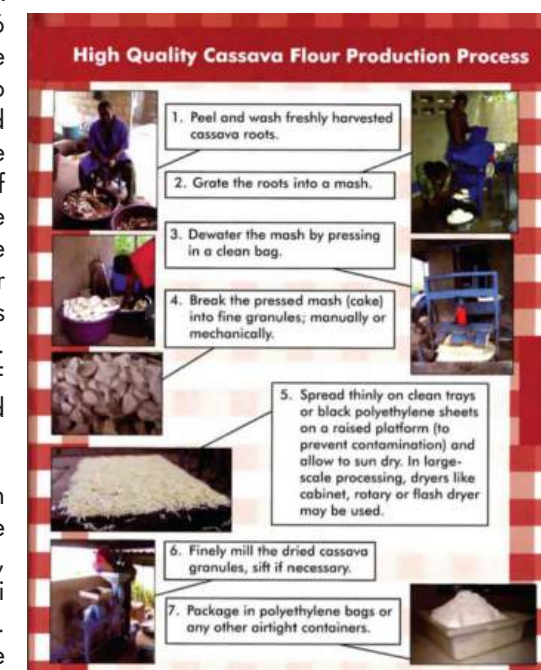 High Quality Cassava Flour Production Process
1. Peel and wash freshly harvested
cassava roots.
2. Grate the roots into a mash.
3. Dewater the mash by pressing
in a clean bag.
4. Break the pressed mash (cake)
into fine granules; manually or
mechanically.
5. Spread thinly on clean trays
or black polyethylene sheets
on a raised platform (to
prevent contamination) and
allow to sun dry. In large-
scale processing, dryers like
cabinet, rotary or flash dryer
may be used.
6. Finely mill the dried cassava
granules, sift if necessary.
7. Package in polyethylene bags or
any other airtight containers.